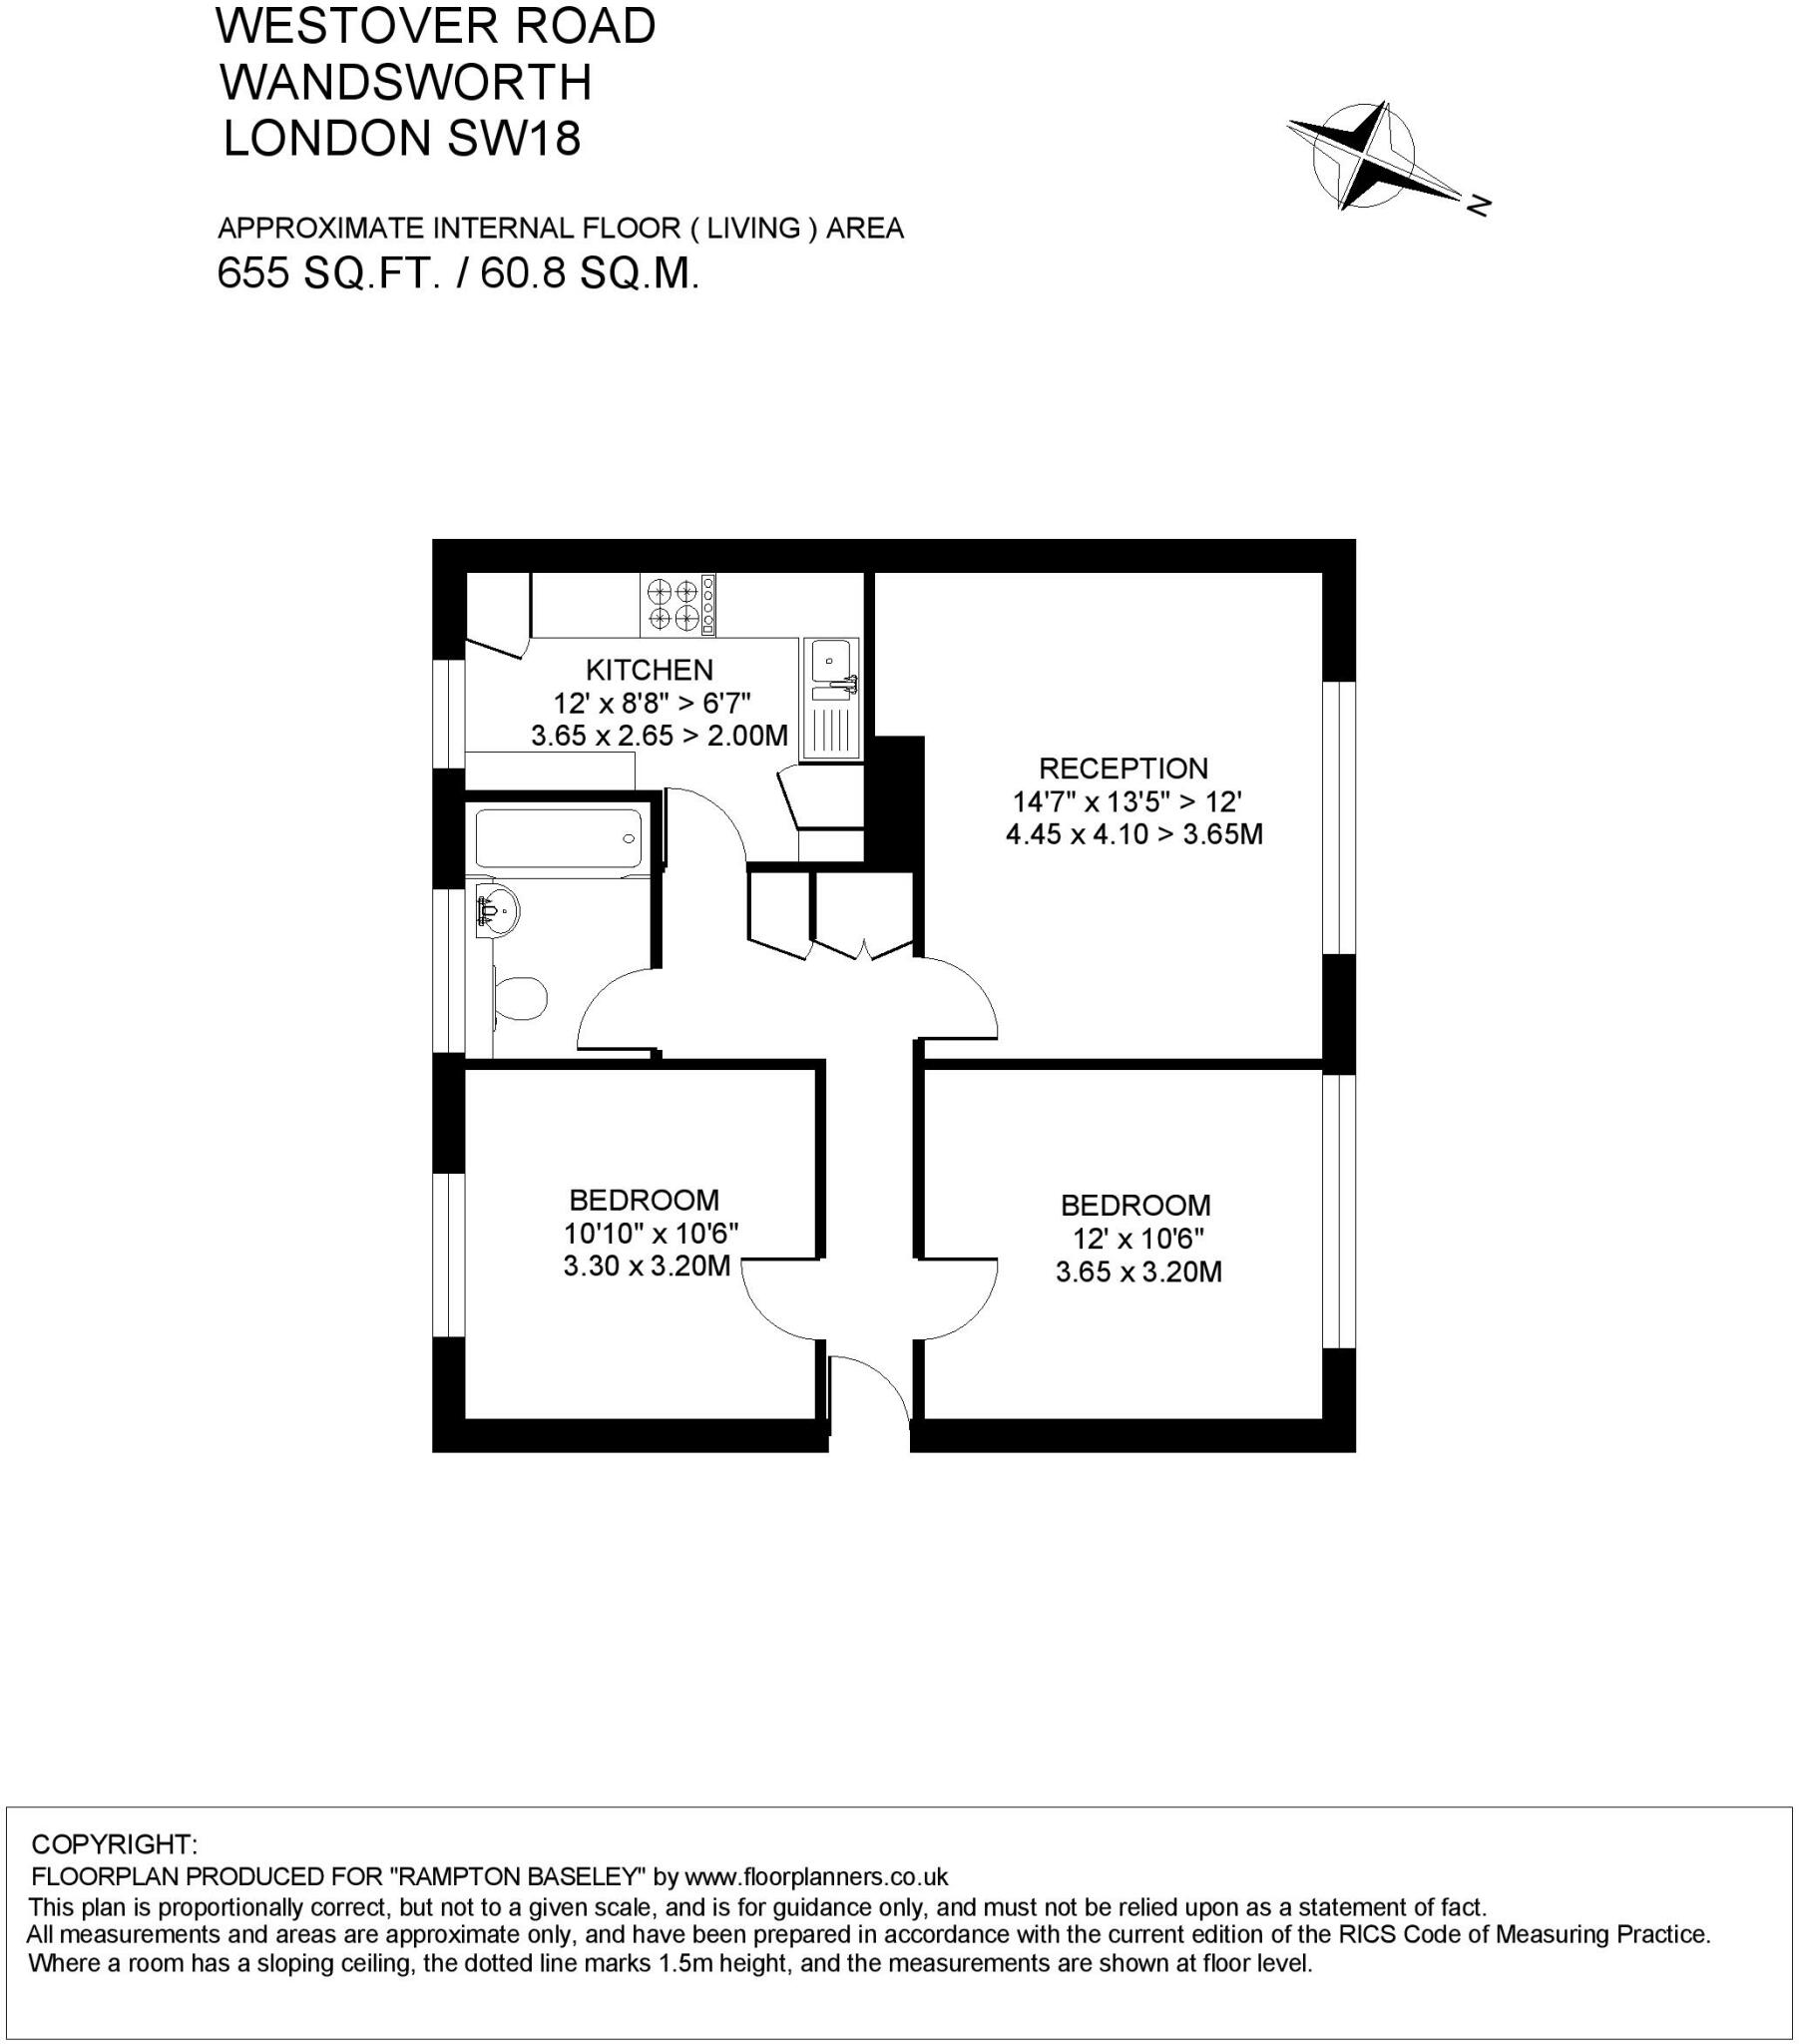 WESTOVER ROAD
WANDSWORTH
LONDON SW18
APPROXIMATE INTERNAL FLOOR ( LIVING ) AREA
655 SQ.FT. / 60.8 SQ.M.
N
KITCHEN
12' x 8'8" > 6'7"
3.65 x 2.65 > 2.00M
RECEPTION
14'7" x 13'5" > 12'
4.45 x 4.10 > 3.65M
BEDROOM
10'10" x 10'6"
3.30 x 3.20M
BEDROOM
12' x 10'6"
3.65 x 3.20M
COPYRIGHT:
FLOORPLAN PRODUCED FOR "RAMPTON BASELEY" by www.floorplanners.co.uk
This plan is proportionally correct, but not to a given scale, and is for guidance only, and must not be relied upon as a statement of fact.
All measurements and areas are approximate only, and have been prepared in accordance with the current edition of the RICS Code of Measuring Practice.
Where a room has a sloping ceiling, the dotted line marks 1.5m height, and the measurements are shown at floor level.